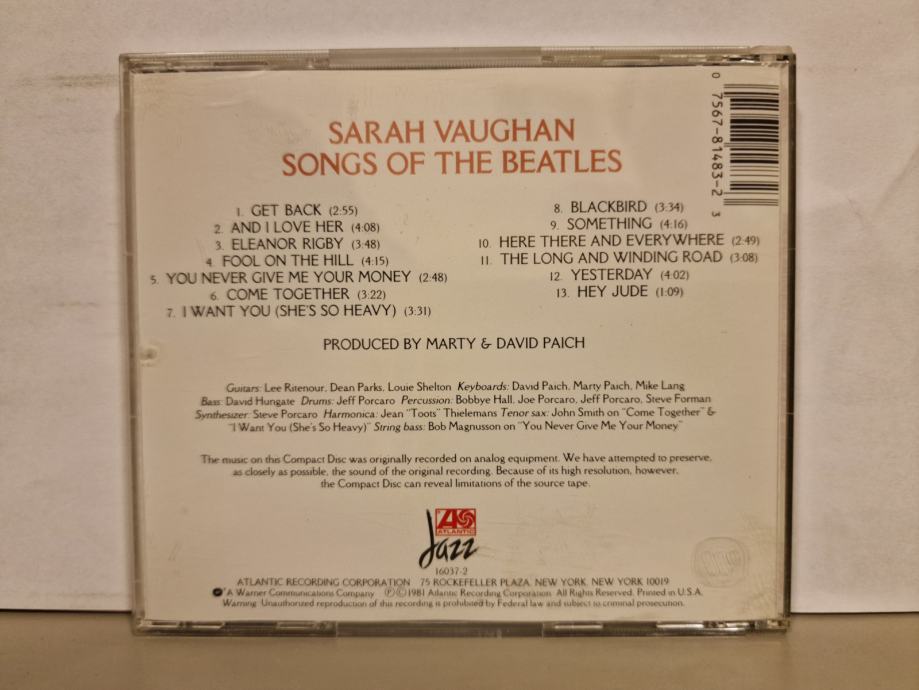 SARAH VAUGHAN
SONGS OF THE BEATLES
1. GET BACK (2:55)
2. AND I LOVE HER (4:08)
3. ELEANOR RIGBY (3:48)
4. FOOL ON THE HILL (4:15)
5. YOU NEVER GIVE ME YOUR MONEY (2:48)
6. COME TOGETHER (3:22)
7. I WANT YOU (SHE'S SO HEAVY) (3:31)
8. BLACKBIRD (3:34)
9. SOMETHING (4:16)
10. HERE THERE AND EVERYWHERE (2:49)
11. THE LONG AND WINDING ROAD (3:08)
12. YESTERDAY (4:02)
13. HEY JUDE (1:09)
0 7567-81483-2 3
PRODUCED BY MARTY & DAVID PAICH
Guitars: Lee Ritenour, Dean Parks, Louie Shelton Keyboards: David Paich, Marty Paich, Mike Lang
Bass: David Hungate Drums: Jeff Porcaro Percussion: Bobbye Hall, Joe Porcaro, Jeff Porcaro, Steve Forman
Synthesizer: Steve Porcaro Harmonica: Jean "Toots" Thielemans Tenor sax: John Smith on "Come Together" &
"I Want You (She's So Heavy)" String bass: Bob Magnusson on "You Never Give Me Your Money"
The music on this Compact Disc was originally recorded on analog equipment. We have attempted to preserve,
as closely as possible, the sound of the original recording. Because of its high resolution, however,
the Compact Disc can reveal limitations of the source tape.
ATLANTIC
Jazz
16037-2
ATLANTIC RECORDING CORPORATION 75 ROCKEFELLER PLAZA, NEW YORK, NEW YORK 10019
A Warner Communications Company ℗©1981 Atlantic Recording Corporation All Rights Reserved. Printed in U.S.A.
Warning: Unauthorized reproduction of this recording is prohibited by Federal law and subject to criminal prosecution.